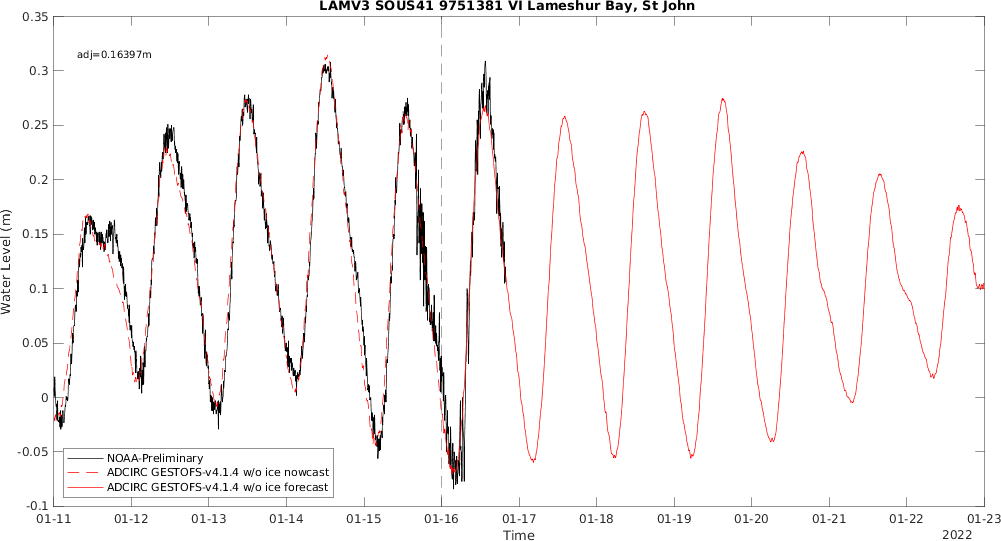 LAMV3 SOUS41 9751381 VI Lameshur Bay, St John
adj=0.16397m
0.35
0.3
0.25
0.2
0.15
0.1
0.05
0
-0.05
-0.1
Water Level (m)
NOAA-Preliminary
ADCIRC GESTOFS-v4.1.4 w/o ice nowcast
ADCIRC GESTOFS-v4.1.4 w/o ice forecast
01-11 01-12 01-13 01-14 01-15 01-16 01-17 01-18 01-19 01-20 01-21 01-22 01-23
Time
2022